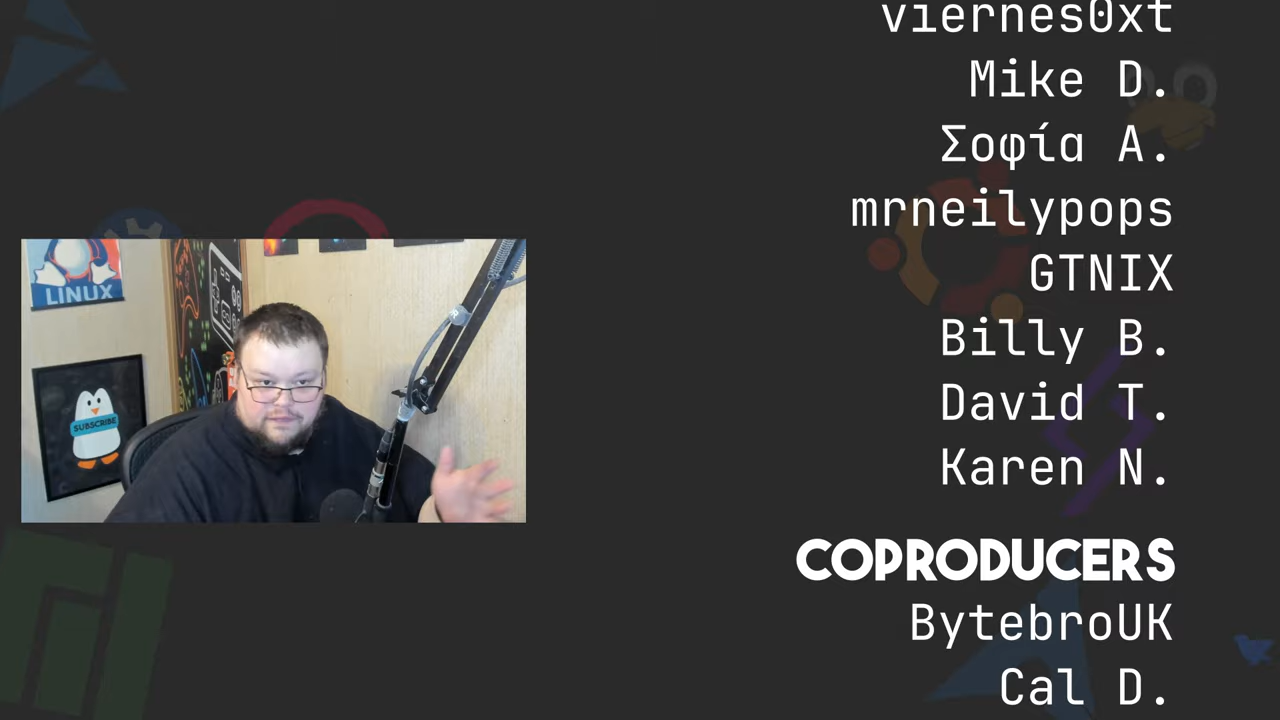 viernes0xt
Mike D.
Σοφία A.
mrneilypops
GTNIX
Billy B.
David T.
Karen N.
COPRODUCERS
BytebroUK
Cal D.
LINUX
SUBSCRIBE